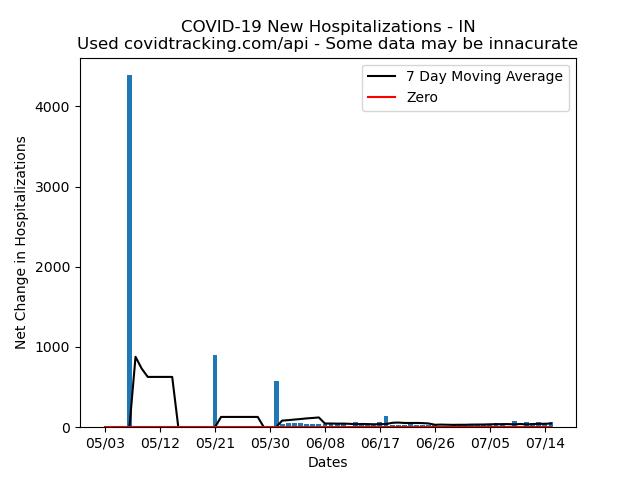 COVID-19 New Hospitalizations - IN
Used covidtracking.com/api - Some data may be innacurate
7 Day Moving Average
Zero
Net Change in Hospitalizations
4000
3000
2000
1000
0
05/03 05/12 05/21 05/30 06/08 06/17 06/26 07/05 07/14
Dates